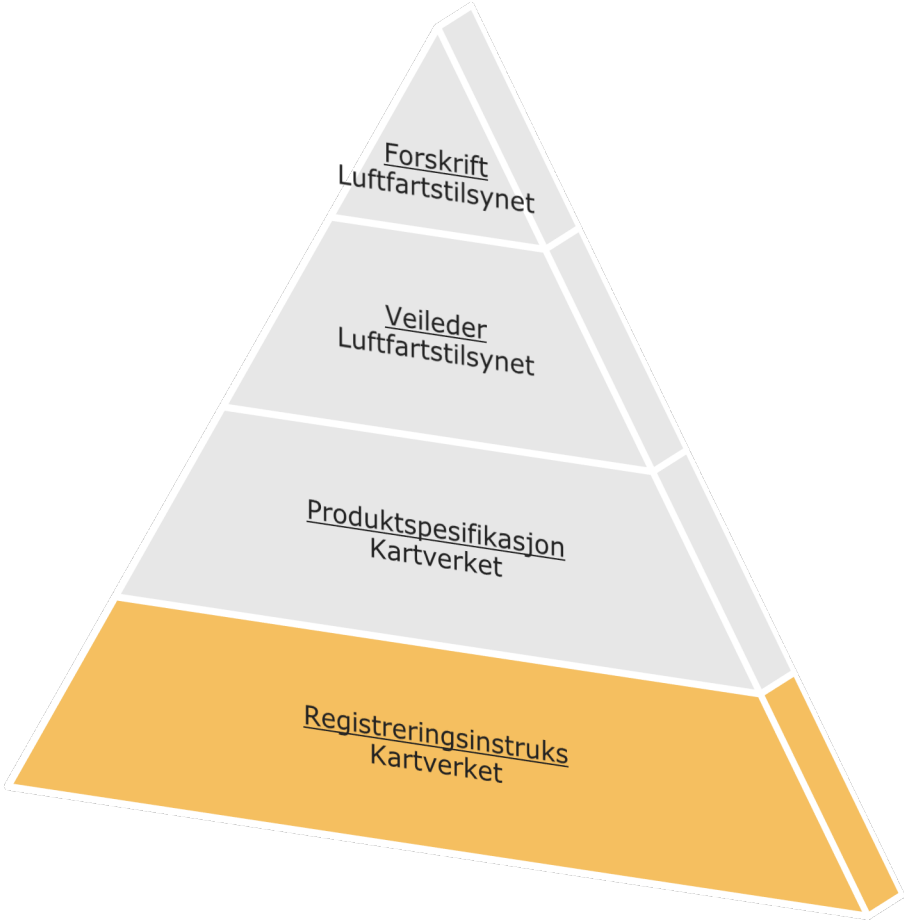 Forskrift
Luftfartstilsynet
Veileder
Luftfartstilsynet
Produktspesifikasjon
Kartverket
Registreringsinstruks
Kartverket